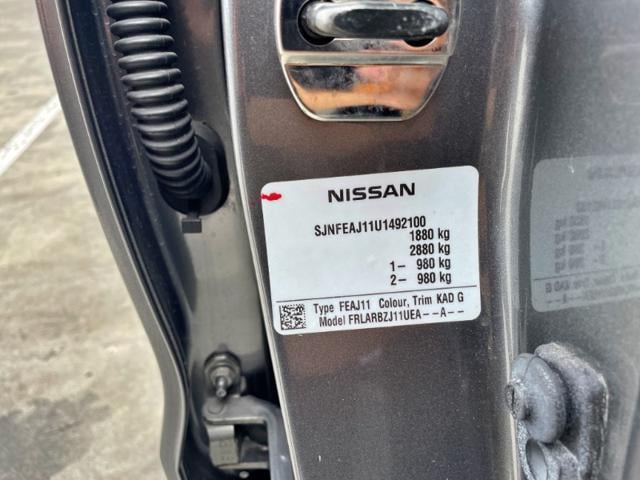 NISSAN
SJNFEAJ11U1492100
1880 kg
2880 kg
1- 980 kg
2- 980 kg
Type FEAJ11 Colour, Trim KAD G
Model FRLARBZJ11UEA--A--